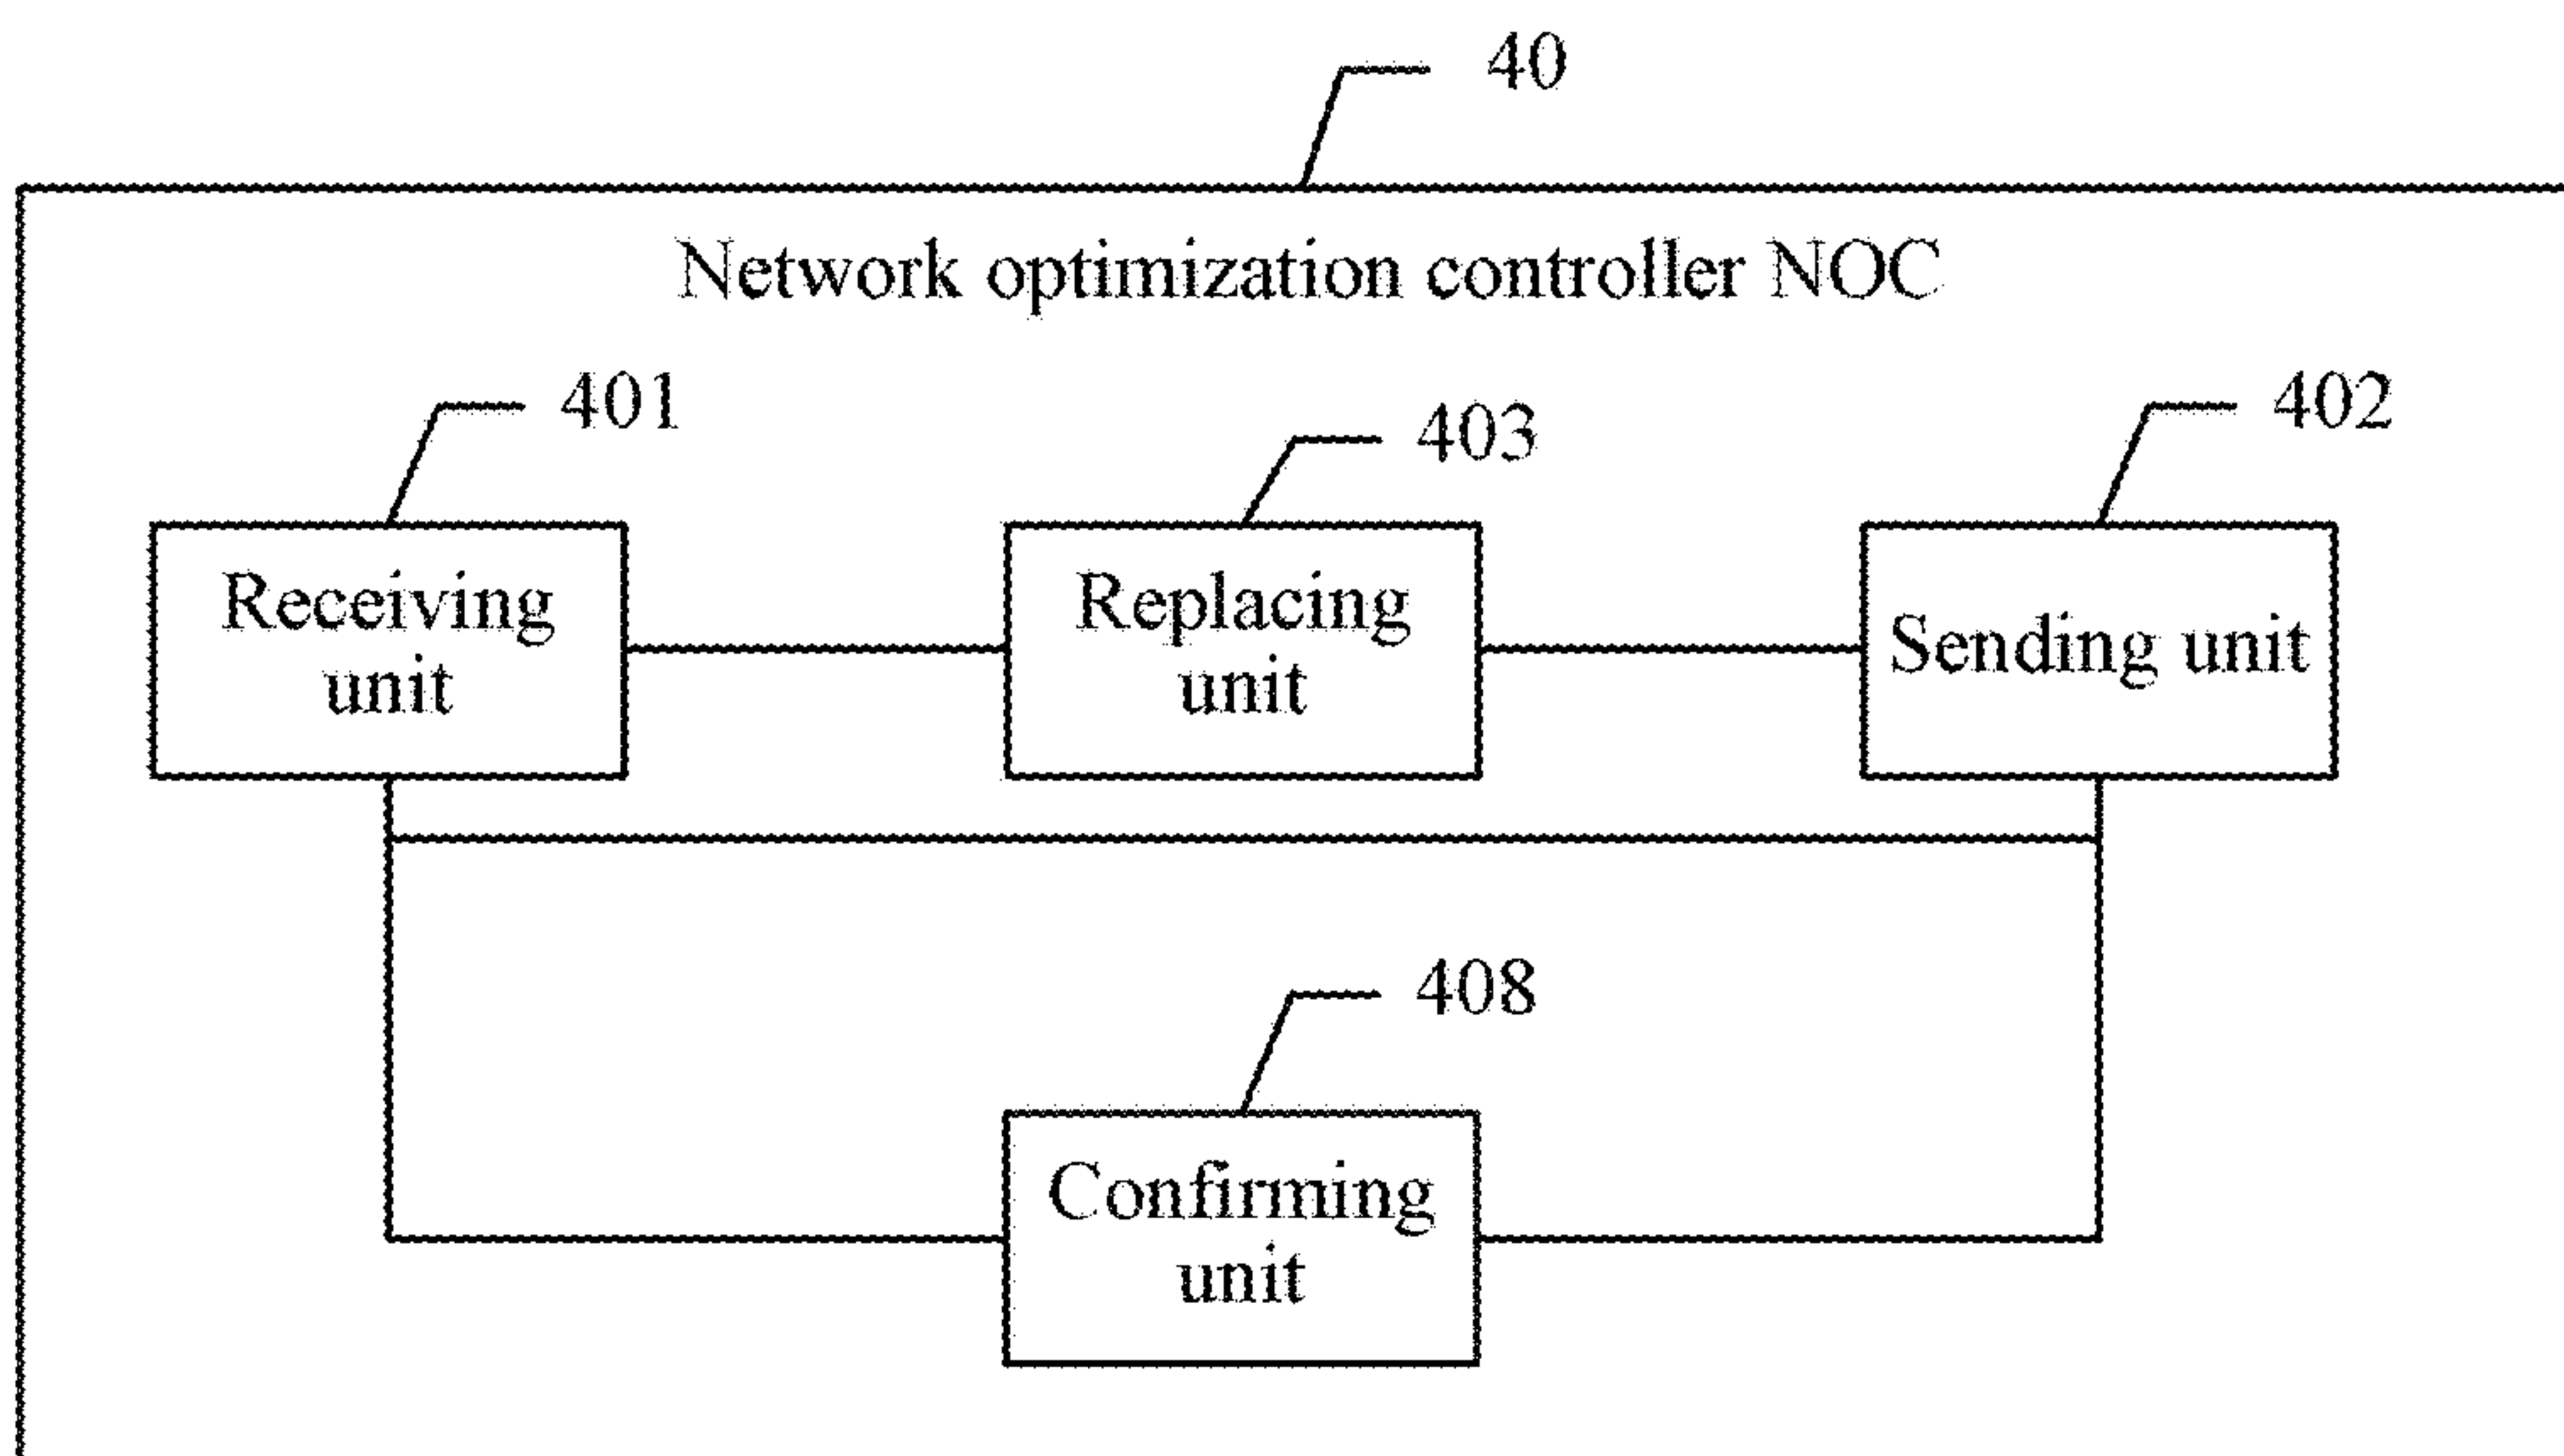 40
Network optimization controller NOC
401
403
402
Receiving
unit
Replacing
unit
Sending unit
408
Confirming
unit